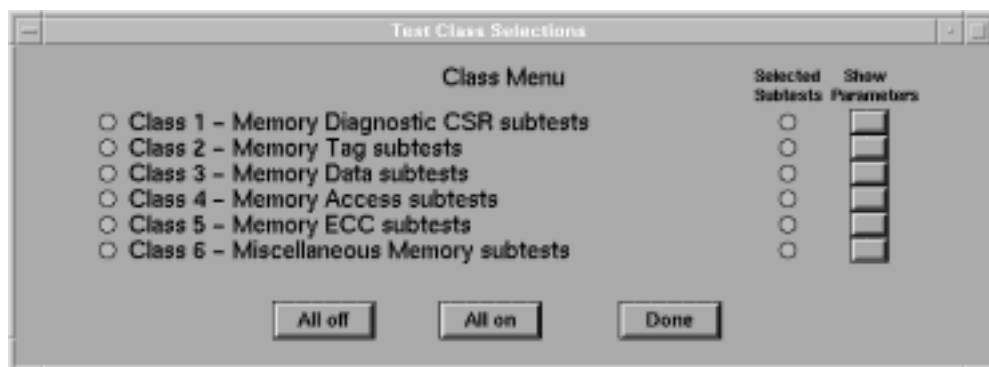 Test Class Selections
Class Menu
Selected Subtests
Show Parameters
Class 1 – Memory Diagnostic CSR subtests
Class 2 – Memory Tag subtests
Class 3 – Memory Data subtests
Class 4 – Memory Access subtests
Class 5 – Memory ECC subtests
Class 6 – Miscellaneous Memory subtests
All off
All on
Done